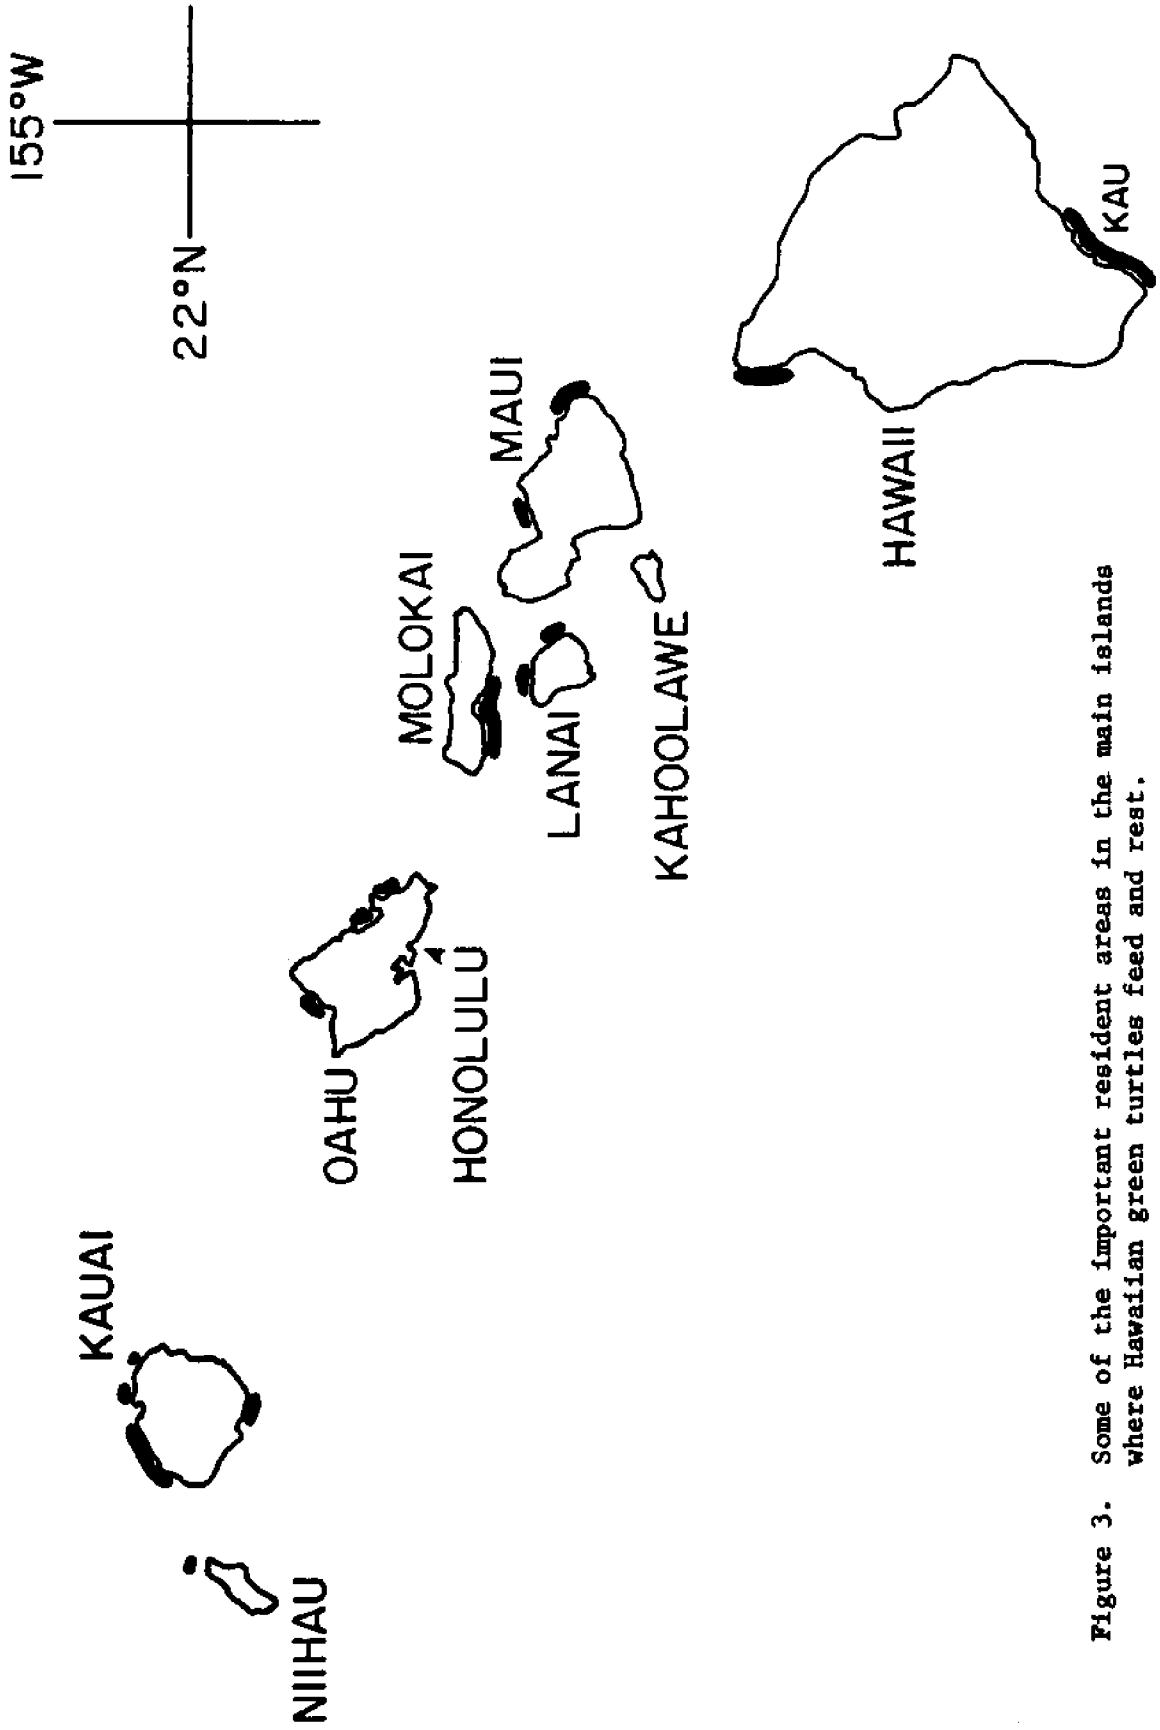 155°W
22°N
KAUAI
NIIHAU
OAHU
HONOLULU
MOLOKAI
MAUI
LANAI
KAHOOLAWE
HAWAII
KAU
Figure 3. Some of the important resident areas in the main islands
where Hawaiian green turtles feed and rest.